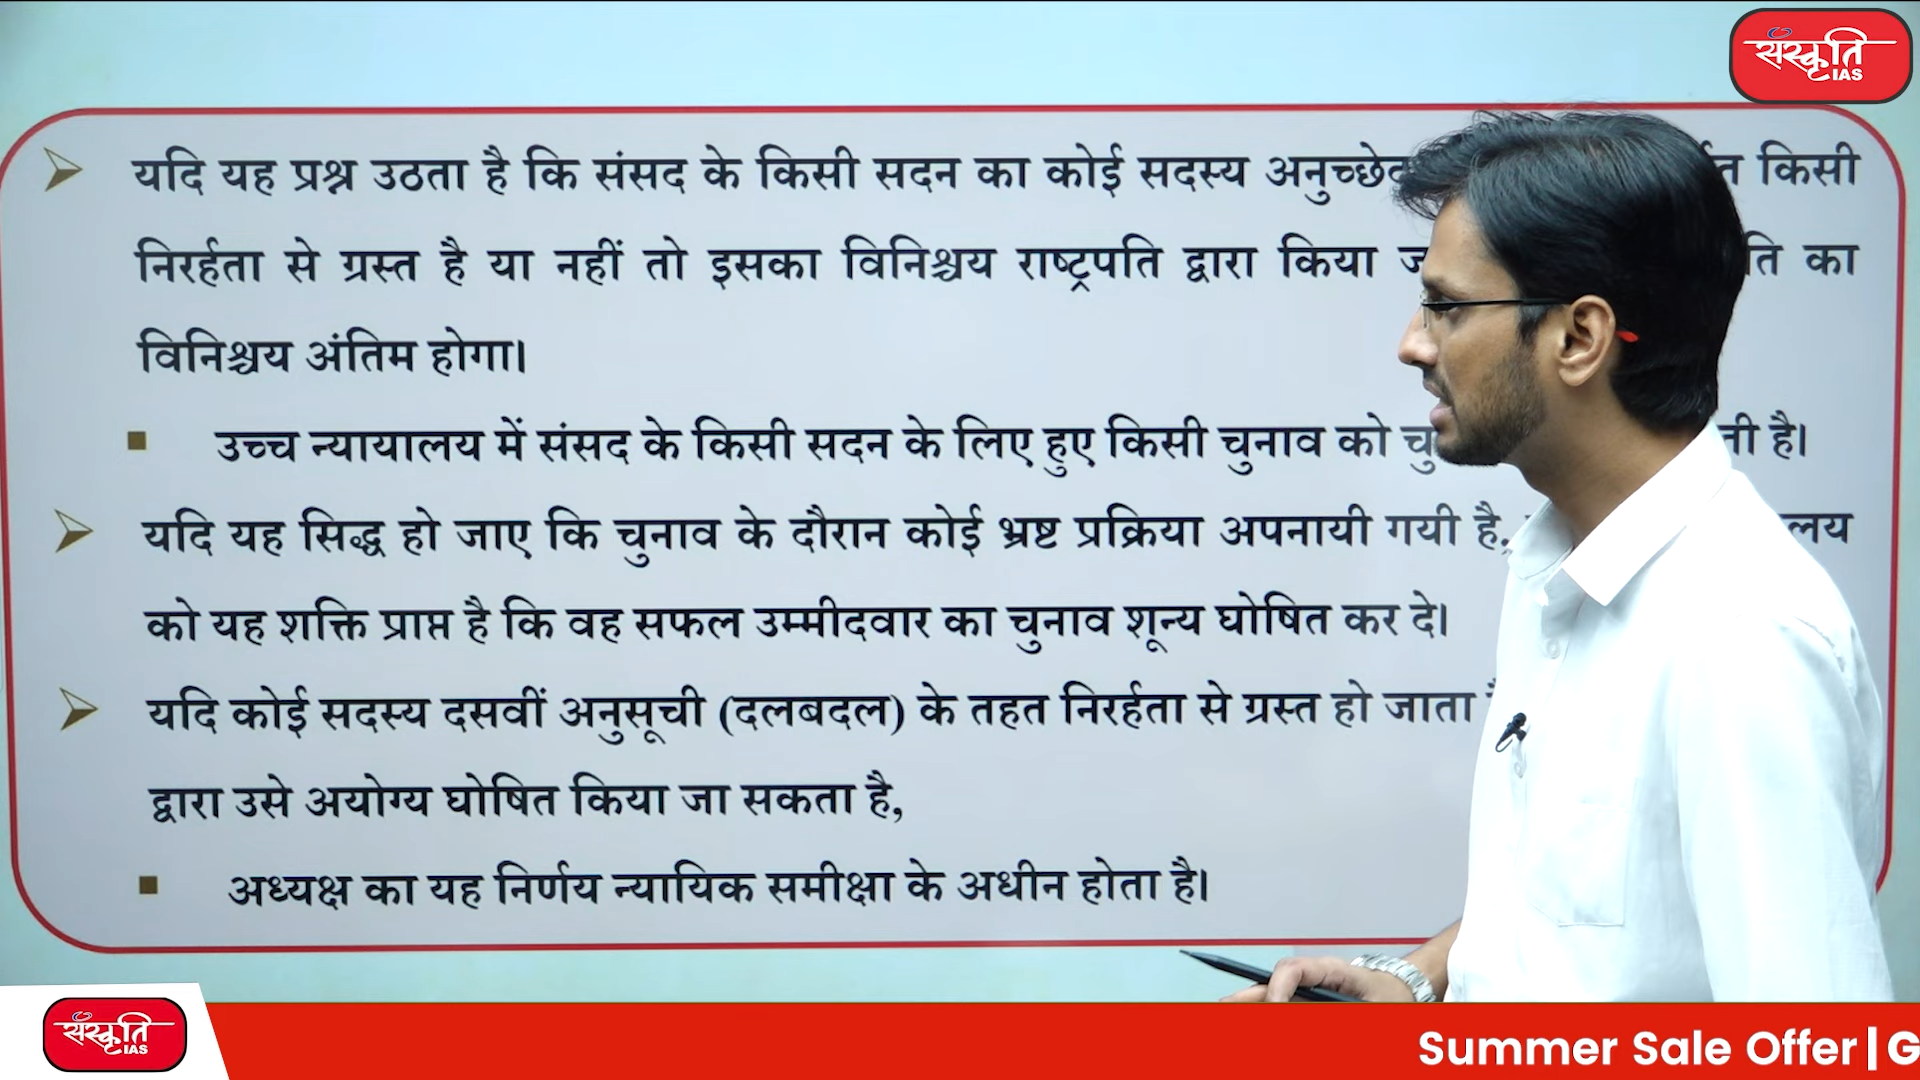 संस्कृति
IAS
यदि यह प्रश्न उठता है कि संसद के किसी सदन का कोई सदस्य किसी
निरर्हता से ग्रस्त है या नहीं तो इसका विनिश्चय राष्ट्रपति द्वारा किया का
विनिश्चय अंतिम होगा।
उच्च न्यायालय में संसद के किसी सदन के लिए हुए किसी चुनाव को है।
यदि यह सिद्ध हो जाए कि चुनाव के दौरान कोई भ्रष्ट प्रक्रिया अपनायी गयी है,
को यह शक्ति प्राप्त है कि वह सफल उम्मीदवार का चुनाव शून्य घोषित कर दे।
यदि कोई सदस्य दसवीं अनुसूची (दलबदल) के तहत निरर्हता से ग्रस्त हो जाता
द्वारा उसे अयोग्य घोषित किया जा सकता है,
अध्यक्ष का यह निर्णय न्यायिक समीक्षा के अधीन होता है।
संस्कृति
IAS
Summer Sale Offer | G